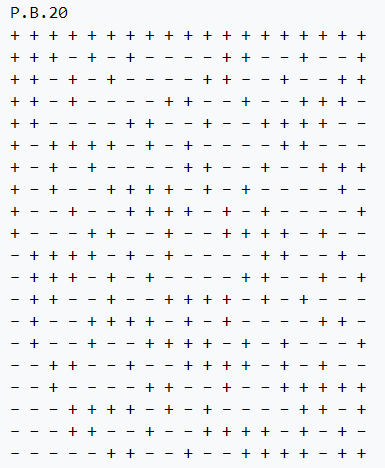 P.B.20
+ + + + + + + + + + + + + + + + + + +
+ + + − + − + − − − − + + − − + − − +
+ + − + − + − − − − + + − − + − − + +
+ + − + − − − − + + − − + − − + + + −
+ + − − − − + + − − + − − + + + + − −
+ − + + + + − + − + − − − − + + − − −
+ − + − + − − − − + + − − + − − + + +
+ − + − − + + + + − + − + − − − − + −
+ − − + − − + + + + − + − + − − − − +
+ − − − + + − + − − − + + + + − + − −
− + + + + − + − + − − − − + + − − + −
− + + + − + − + − − − − + + − − + − +
− + + − − + − − + + + + − + − + − − −
− + − − + + + + − + − + − − − − + + −
− + − − + − − + + + + − + − + − − − +
− − + + − − + − − + + + + − + − + − −
− − + − − − − + + − − + − − + + + + +
− − − + + + + − + − + − − − − + + − +
− − − + + − − + − − + + + + − + − + −
− − − − − + + − − + − − + + + + − + +